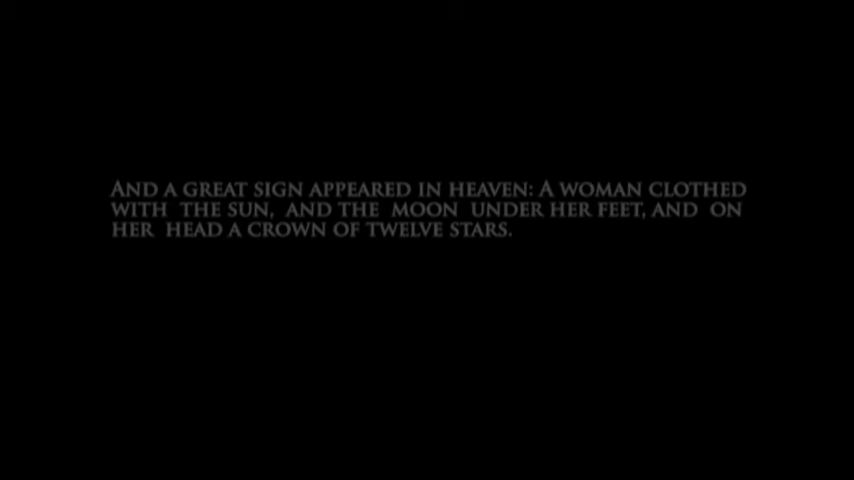 And a great sign appeared in heaven: A woman clothed
with the sun, and the moon under her feet, and on
her head a crown of twelve stars.